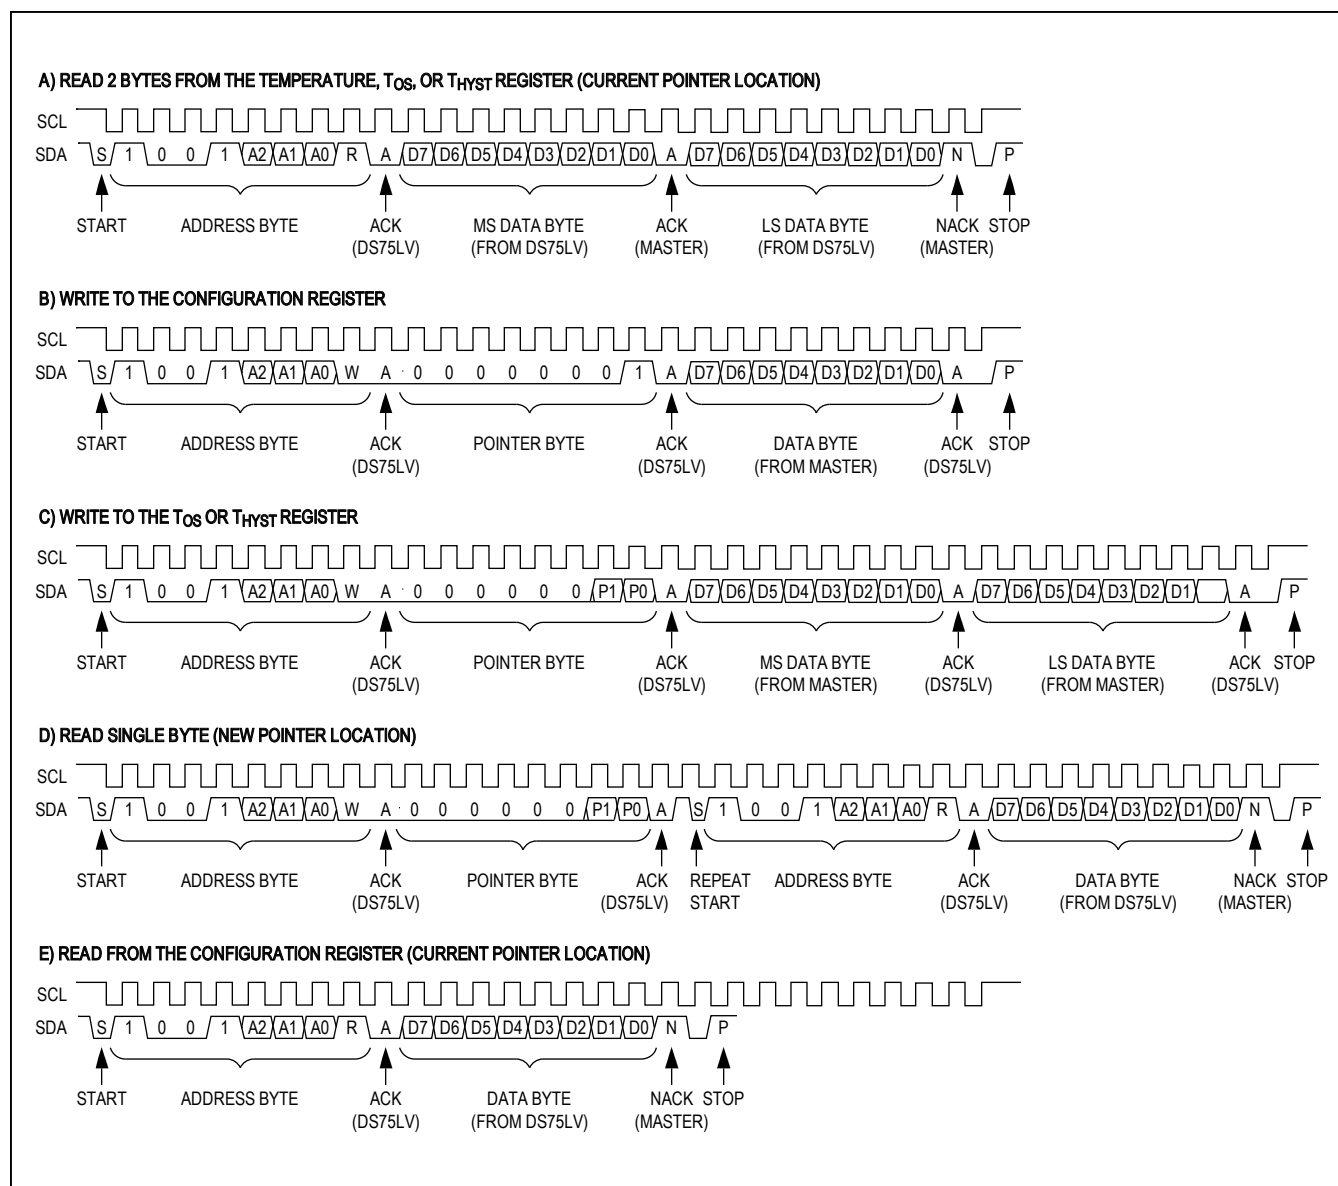 A) READ 2 BYTES FROM THE TEMPERATURE, TOS, OR THYST REGISTER (CURRENT POINTER LOCATION)
SCL
SDA S 1 0 0 1 A2 A1 A0 R A D7 D6 D5 D4 D3 D2 D1 D0 A D7 D6 D5 D4 D3 D2 D1 D0 N P
START ADDRESS BYTE ACK MS DATA BYTE ACK LS DATA BYTE NACK STOP
(DS75LV) (FROM DS75LV) (MASTER) (FROM DS75LV) (MASTER)
B) WRITE TO THE CONFIGURATION REGISTER
SCL
SDA S 1 0 0 1 A2 A1 A0 W A 0 0 0 0 0 0 0 1 A D7 D6 D5 D4 D3 D2 D1 D0 A P
START ADDRESS BYTE ACK POINTER BYTE ACK DATA BYTE ACK STOP
(DS75LV) (DS75LV) (FROM MASTER) (DS75LV)
C) WRITE TO THE TOS OR THYST REGISTER
SCL
SDA S 1 0 0 1 A2 A1 A0 W A 0 0 0 0 0 0 P1 P0 A D7 D6 D5 D4 D3 D2 D1 D0 A D7 D6 D5 D4 D3 D2 D1 A P
START ADDRESS BYTE ACK POINTER BYTE ACK MS DATA BYTE ACK LS DATA BYTE ACK STOP
(DS75LV) (DS75LV) (FROM MASTER) (DS75LV) (FROM MASTER) (DS75LV)
D) READ SINGLE BYTE (NEW POINTER LOCATION)
SCL
SDA S 1 0 0 1 A2 A1 A0 W A 0 0 0 0 0 0 P1 P0 A S 1 0 0 1 A2 A1 A0 R A D7 D6 D5 D4 D3 D2 D1 D0 N P
START ADDRESS BYTE ACK POINTER BYTE ACK REPEAT ADDRESS BYTE ACK DATA BYTE NACK STOP
(DS75LV) (DS75LV) START (DS75LV) (FROM DS75LV) (MASTER)
E) READ FROM THE CONFIGURATION REGISTER (CURRENT POINTER LOCATION)
SCL
SDA S 1 0 0 1 A2 A1 A0 R A D7 D6 D5 D4 D3 D2 D1 D0 N P
START ADDRESS BYTE ACK DATA BYTE NACK STOP
(DS75LV) (FROM DS75LV) (MASTER)